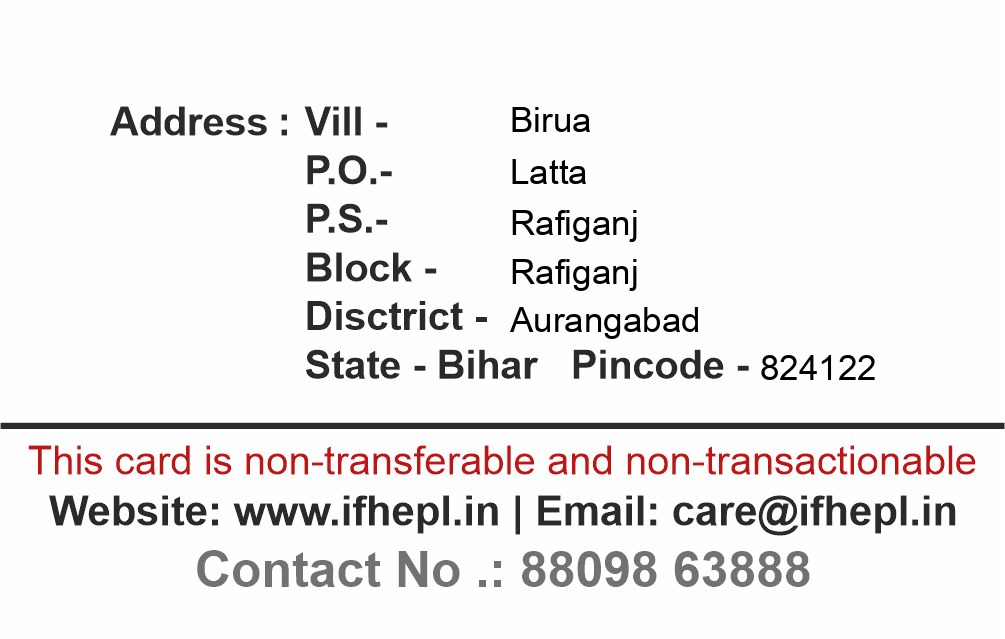 Address : Vill - Birua
P.O.- Latta
P.S.- Rafiganj
Block - Rafiganj
Disctrict - Aurangabad
State - Bihar Pincode - 824122
This card is non-transferable and non-transactionable
Website: www.ifhepl.in | Email: care@ifhepl.in
Contact No .: 88098 63888